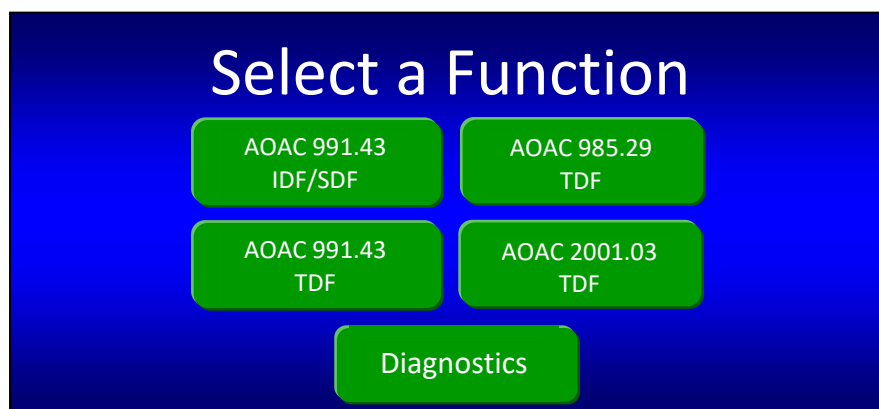 Select a Function
AOAC 991.43
IDF/SDF
AOAC 985.29
TDF
AOAC 991.43
TDF
AOAC 2001.03
TDF
Diagnostics